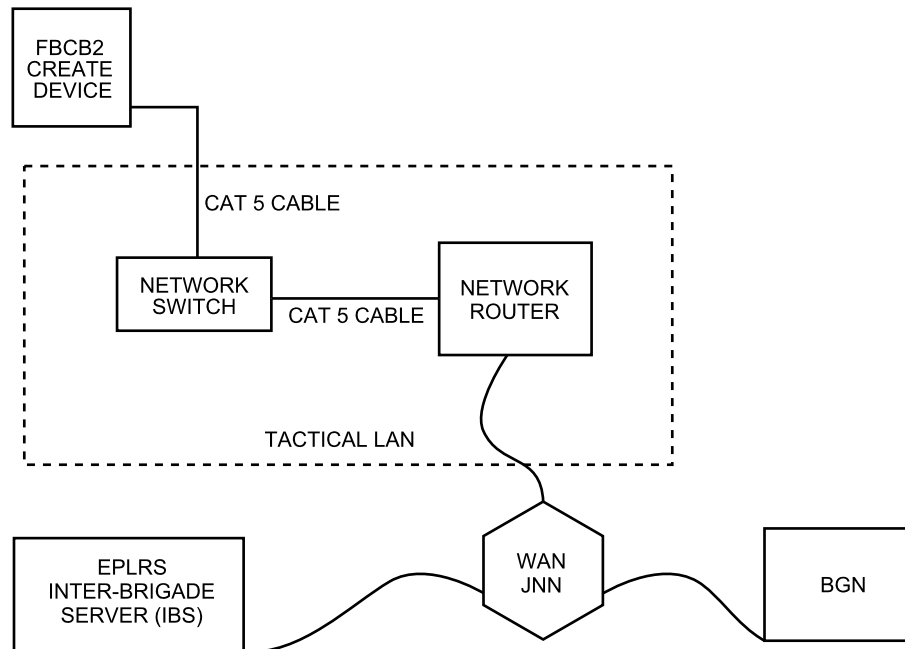 FBCB2
CREATE
DEVICE
CAT 5 CABLE
NETWORK
SWITCH
CAT 5 CABLE
NETWORK
ROUTER
TACTICAL LAN
WAN
JNN
EPLRS
INTER-BRIGADE
SERVER (IBS)
BGN